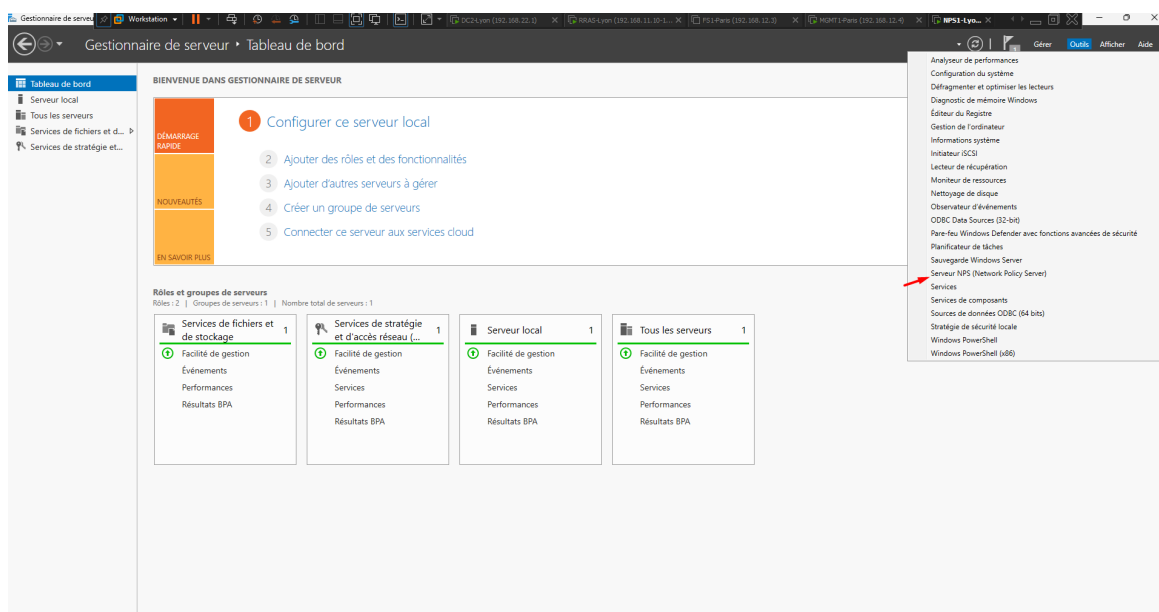 Gestionnaire de serveu
Workstation
DC2-Lyon (192.168.22.1)
RRAS-Lyon (192.168.11.10-1...
FS1-Paris (192.168.12.3)
MGMT1-Paris (192.168.12.4)
NPS1-Lyo...
Gestionnaire de serveur
Tableau de bord
1
Gérer
Outils
Afficher
Aide
Tableau de bord
Serveur local
Tous les serveurs
Services de fichiers et d...
Services de stratégie et...
BIENVENUE DANS GESTIONNAIRE DE SERVEUR
DÉMARRAGE
RAPIDE
NOUVEAUTÉS
EN SAVOIR PLUS
1 Configurer ce serveur local
2 Ajouter des rôles et des fonctionnalités
3 Ajouter d'autres serveurs à gérer
4 Créer un groupe de serveurs
5 Connecter ce serveur aux services cloud
Rôles et groupes de serveurs
Rôles : 2 | Groupes de serveurs : 1 | Nombre total de serveurs : 1
Services de fichiers et
de stockage
1
Facilité de gestion
Événements
Performances
Résultats BPA
Services de stratégie
et d'accès réseau (...
1
Facilité de gestion
Événements
Services
Performances
Résultats BPA
Serveur local
1
Facilité de gestion
Événements
Services
Performances
Résultats BPA
Tous les serveurs
1
Facilité de gestion
Événements
Services
Performances
Résultats BPA
Analyseur de performances
Configuration du système
Défragmenter et optimiser les lecteurs
Diagnostic de mémoire Windows
Éditeur du Registre
Gestion de l'ordinateur
Informations système
Initiateur iSCSI
Lecteur de récupération
Moniteur de ressources
Nettoyage de disque
Observateur d'événements
ODBC Data Sources (32-bit)
Pare-feu Windows Defender avec fonctions avancées de sécurité
Planificateur de tâches
Sauvegarde Windows Server
Serveur NPS (Network Policy Server)
Services
Services de composants
Sources de données ODBC (64 bits)
Stratégie de sécurité locale
Windows PowerShell
Windows PowerShell (x86)